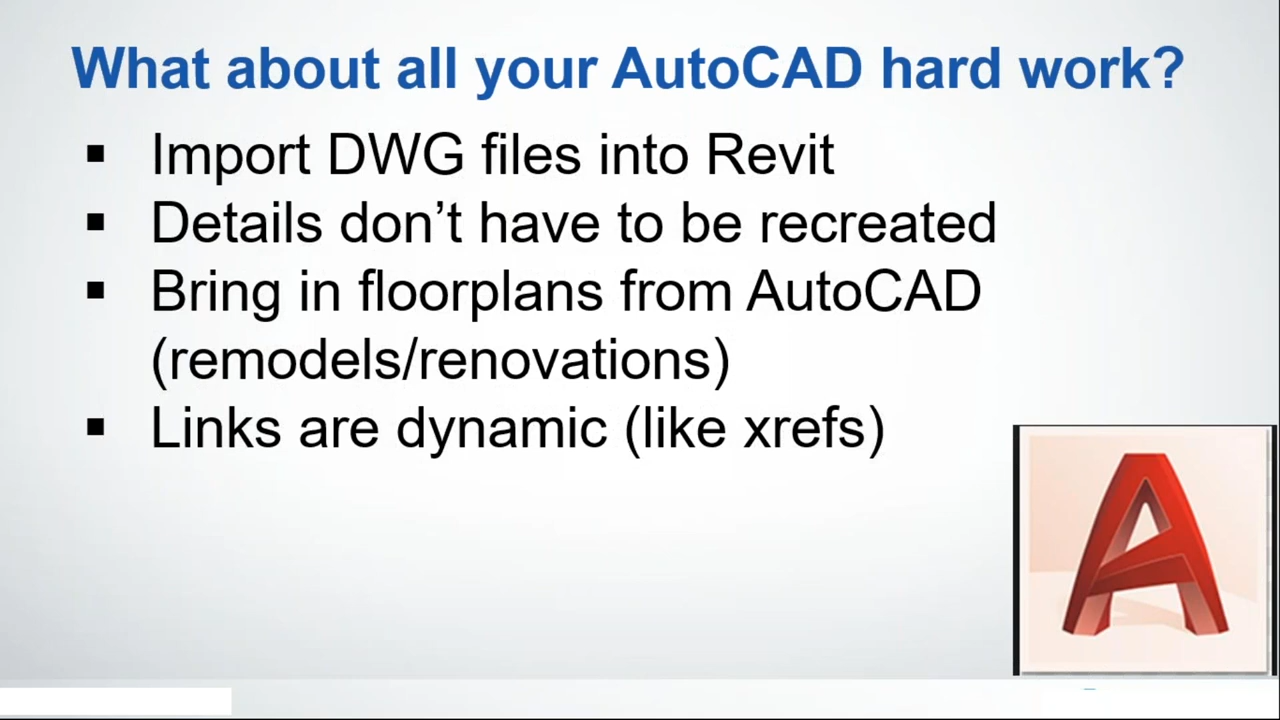 What about all your AutoCAD hard work?
▪ Import DWG files into Revit
▪ Details don’t have to be recreated
▪ Bring in floorplans from AutoCAD
(remodels/renovations)
▪ Links are dynamic (like xrefs)